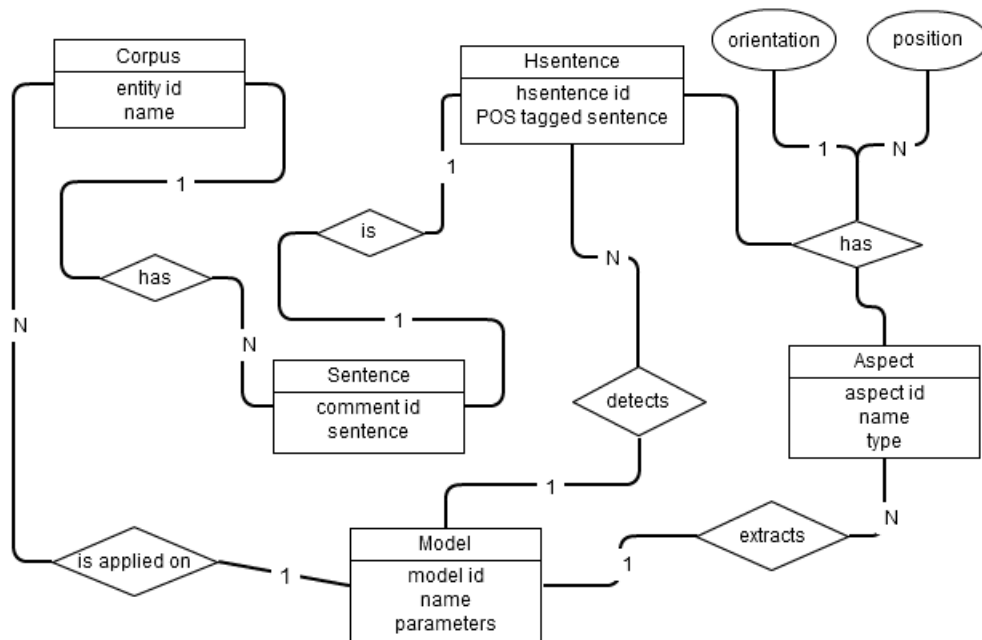 orientation
position
Corpus
entity id
name
Hsentence
hsentence id
POS tagged sentence
1
N
1
1
is
has
has
N
N
1
N
Sentence
comment id
sentence
Aspect
aspect id
name
type
detects
1
N
Model
model id
name
parameters
extracts
is applied on
1
1